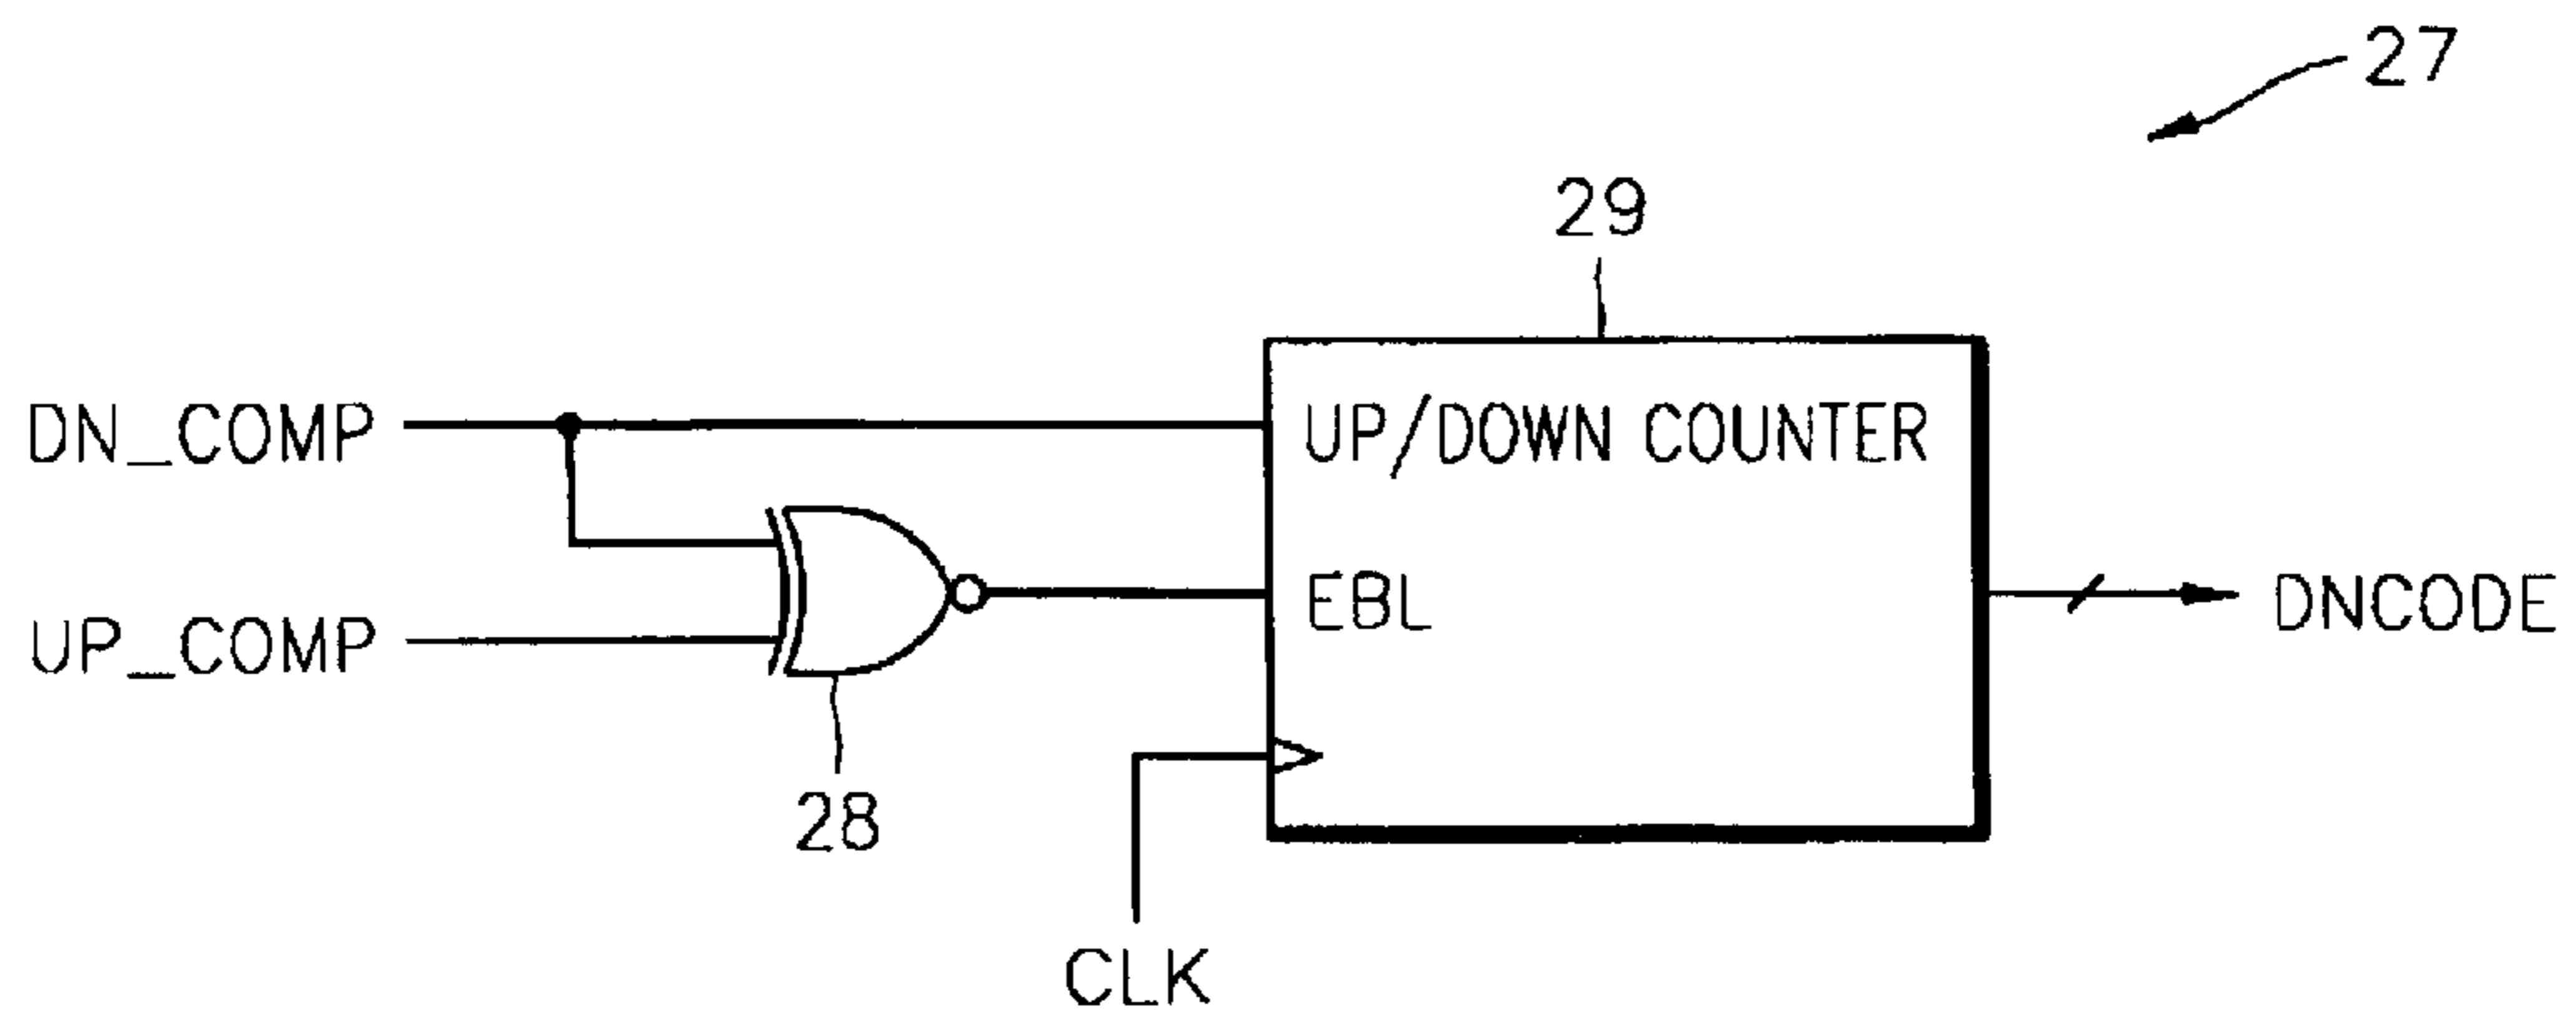 27
29
DN_COMP
UP/DOWN COUNTER
EBL
DNCODE
UP_COMP
28
CLK